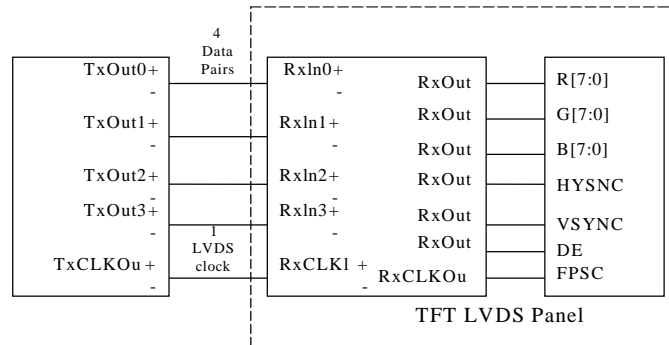 4
Data
Pairs
TxOut0+
-
TxOut1+
-
TxOut2+
-
TxOut3+
-
TxCLKOu +
-
1
LVDS
clock
RxIn0+
-
RxIn1+
-
RxIn2+
-
RxIn3+
-
RxCLKl +
-
RxOut
RxOut
RxOut
RxOut
RxOut
RxOut
RxCLKOu
R[7:0]
G[7:0]
B[7:0]
HYSNC
VSYNC
DE
FPSC
TFT LVDS Panel